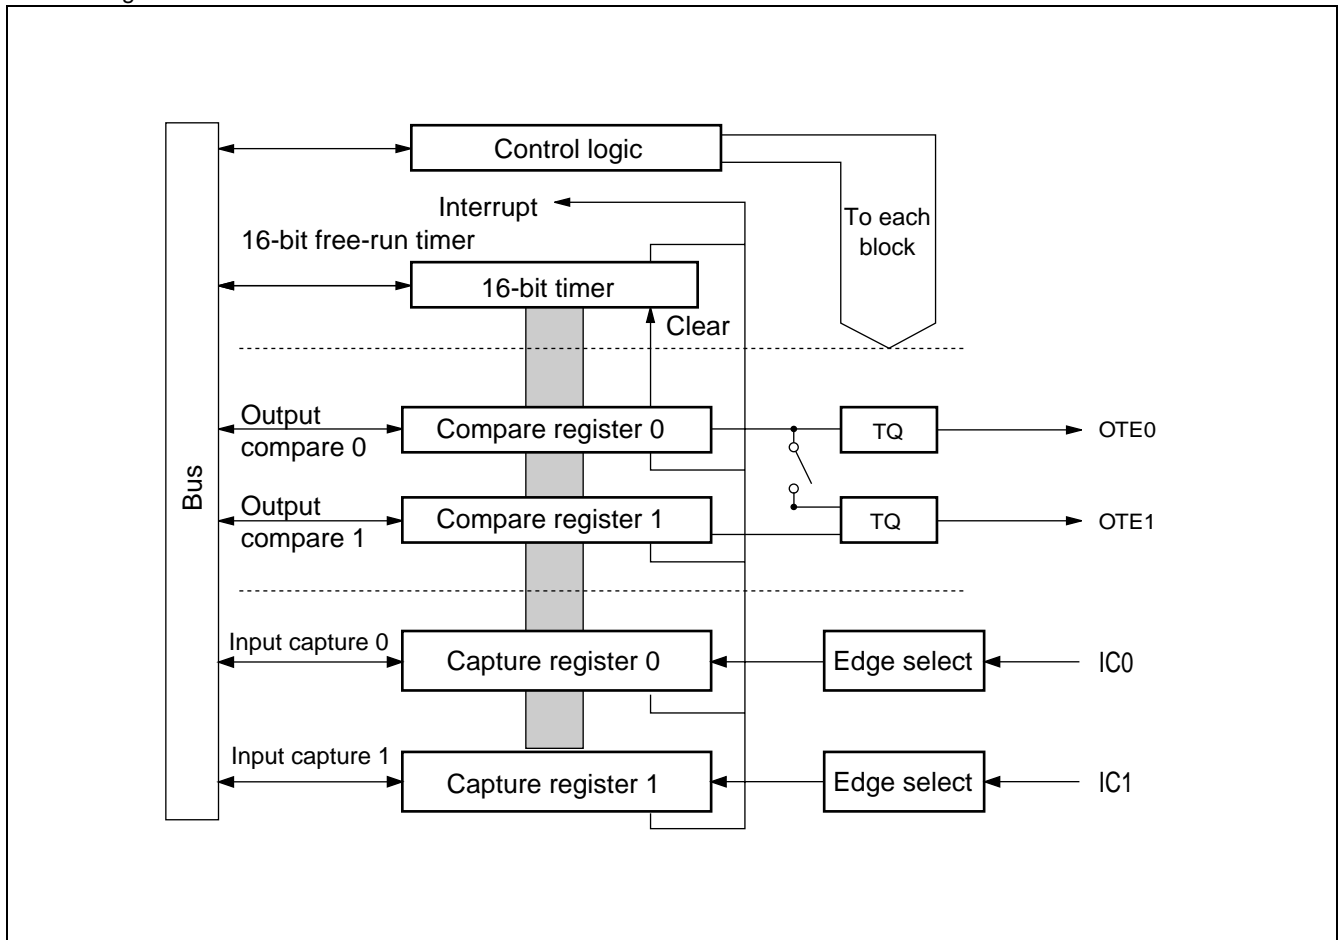 Control logic
Interrupt
To each
block
16-bit free-run timer
16-bit timer
Clear
Output
compare 0
Compare register 0
TQ
OTE0
Bus
Output
compare 1
Compare register 1
TQ
OTE1
Input capture 0
Capture register 0
Edge select
IC0
Input capture 1
Capture register 1
Edge select
IC1